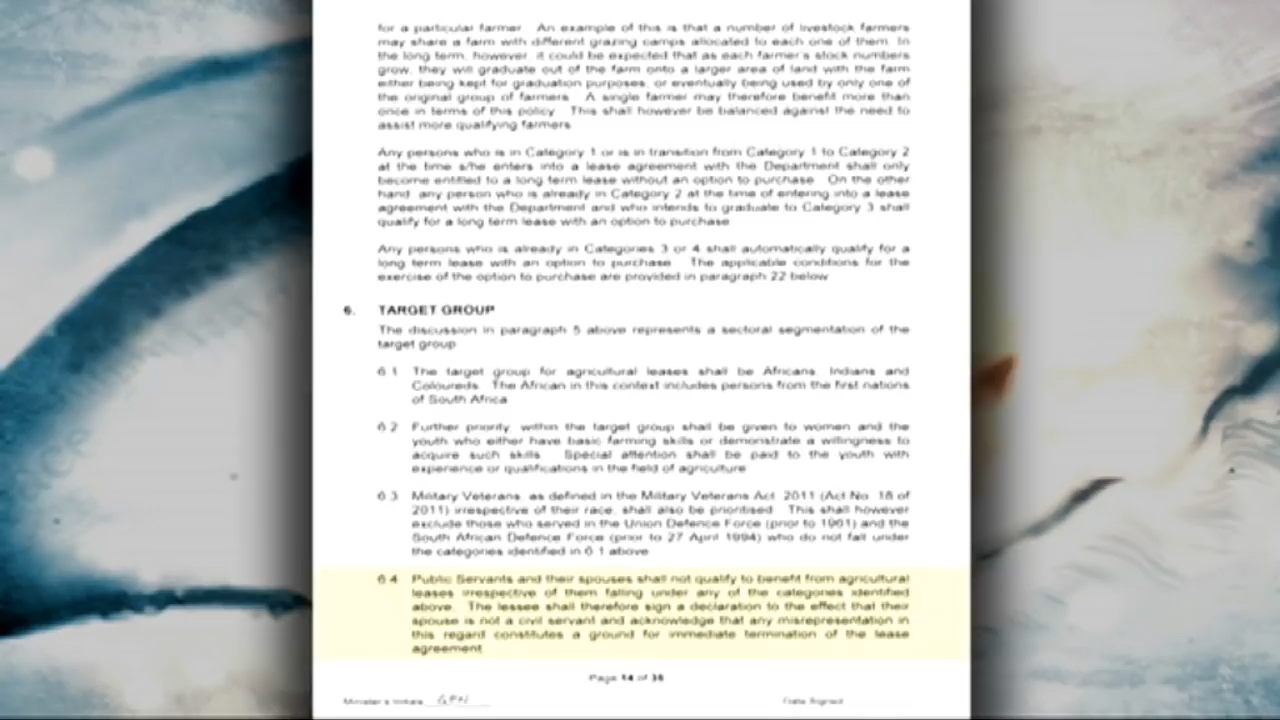 for a particular farmer. An example of this is that a number of livestock farmers
may share a farm with different grazing camps allocated to each one of them. In
the long term, however, it could be expected that as each farmer's stock numbers
grow, they will graduate out of the farm onto a larger area of land with the farm
either being kept for graduation purposes, or eventually being used by only one of
the original group of farmers. A single farmer may therefore benefit more than
once in terms of this policy. This shall however be balanced against the need to
assist more qualifying farmers.
Any persons who is in Category 1 or is in transition from Category 1 to Category 2
at the time s/he enters into a lease agreement with the Department shall only
become entitled to a long term lease without an option to purchase. On the other
hand, any person who is already in Category 2 at the time of entering into a lease
agreement with the Department and who intends to graduate to Category 3 shall
qualify for a long term lease with an option to purchase.
Any persons who is already in Categories 3 or 4 shall automatically qualify for a
long term lease with an option to purchase. The applicable conditions for the
exercise of the option to purchase are provided in paragraph 22 below.
6. TARGET GROUP
The discussion in paragraph 5 above represents a sectoral segmentation of the
target group.
6.1 The target group for agricultural leases shall be Africans, Indians and
Coloureds. The African in this context includes persons from the first nations
of South Africa.
6.2 Further priority, within the target group shall be given to women and the
youth who either have basic farming skills or demonstrate a willingness to
acquire such skills. Special attention shall be paid to the youth with
experience or qualifications in the field of agriculture.
6.3 Military Veterans, as defined in the Military Veterans Act, 2011 (Act No. 18 of
2011) irrespective of their race, shall also be prioritised. This shall however
exclude those who served in the Union Defence Force (prior to 1961) and the
South African Defence Force (prior to 27 April 1994) who do not fall under
the categories identified in 6.1 above.
6.4 Public Servants and their spouses shall not qualify to benefit from agricultural
leases irrespective of them falling under any of the categories identified
above. The lessee shall therefore sign a declaration to the effect that their
spouse is not a civil servant and acknowledge that any misrepresentation in
this regard constitutes a ground for immediate termination of the lease
agreement.
Page 14 of 38
Minister's Initials GPN Date Signed